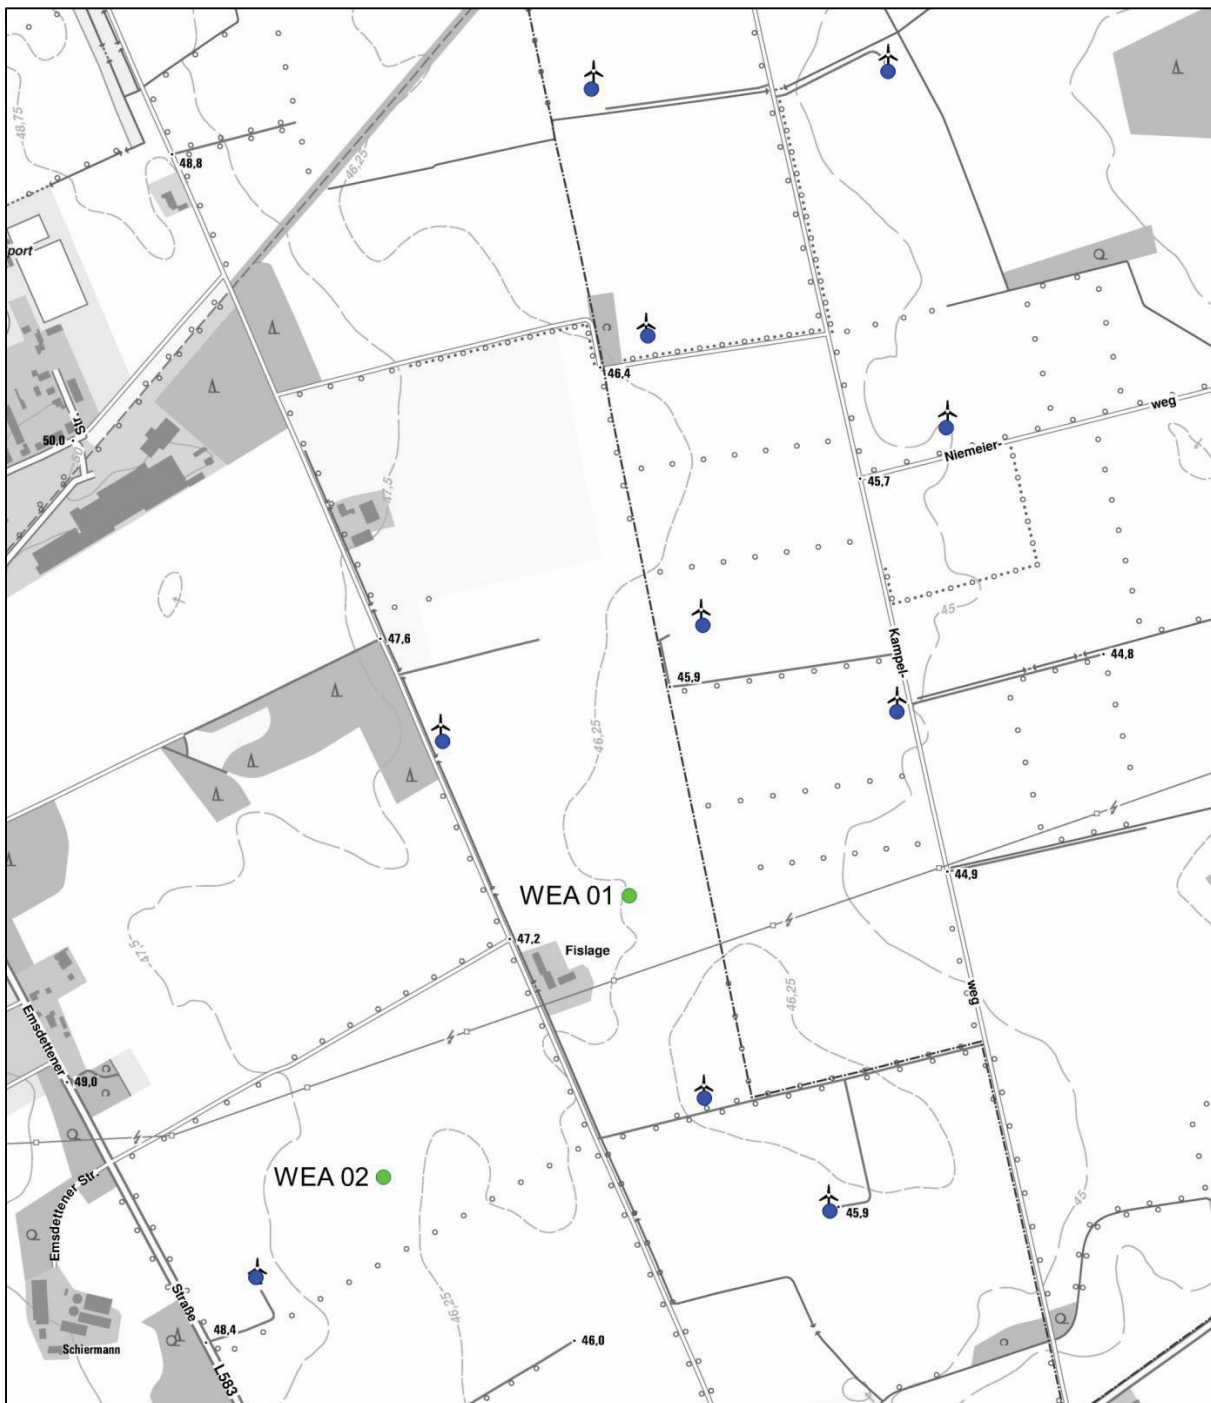 48,75
48,8
46,25
port
46,4
weg
Niemeier-
Str.
50,0
50
47,5
45,7
45
47,6
Kampel-
44,8
45,9
46,25
44,9
WEA 01
47,2
Fislage
47,5
46,25
weg
Emsdettener
49,0
WEA 02
Emsdettener Str.
45,9
45
Straße
48,4
46,25
46,0
Schiermann
L583